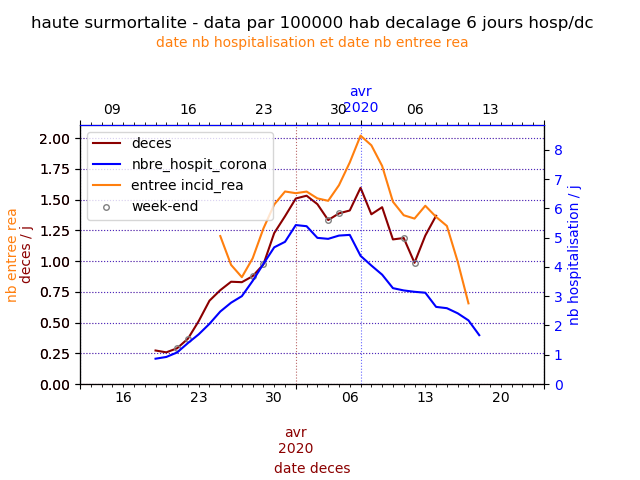 haute surmortalite - data par 100000 hab decalage 6 jours hosp/dc
date nb hospitalisation et date nb entree rea
avr
2020
09 16 23 30 06 13
deces
nbre_hospit_corona
entree incid_rea
week-end
2.00
1.75
1.50
1.25
1.00
0.75
0.50
0.25
0.00
nb entree rea
deces / j
8
7
6
5
4
3
2
1
0
nb hospitalisation / j
16 23 30 06 13 20
avr
2020
date deces